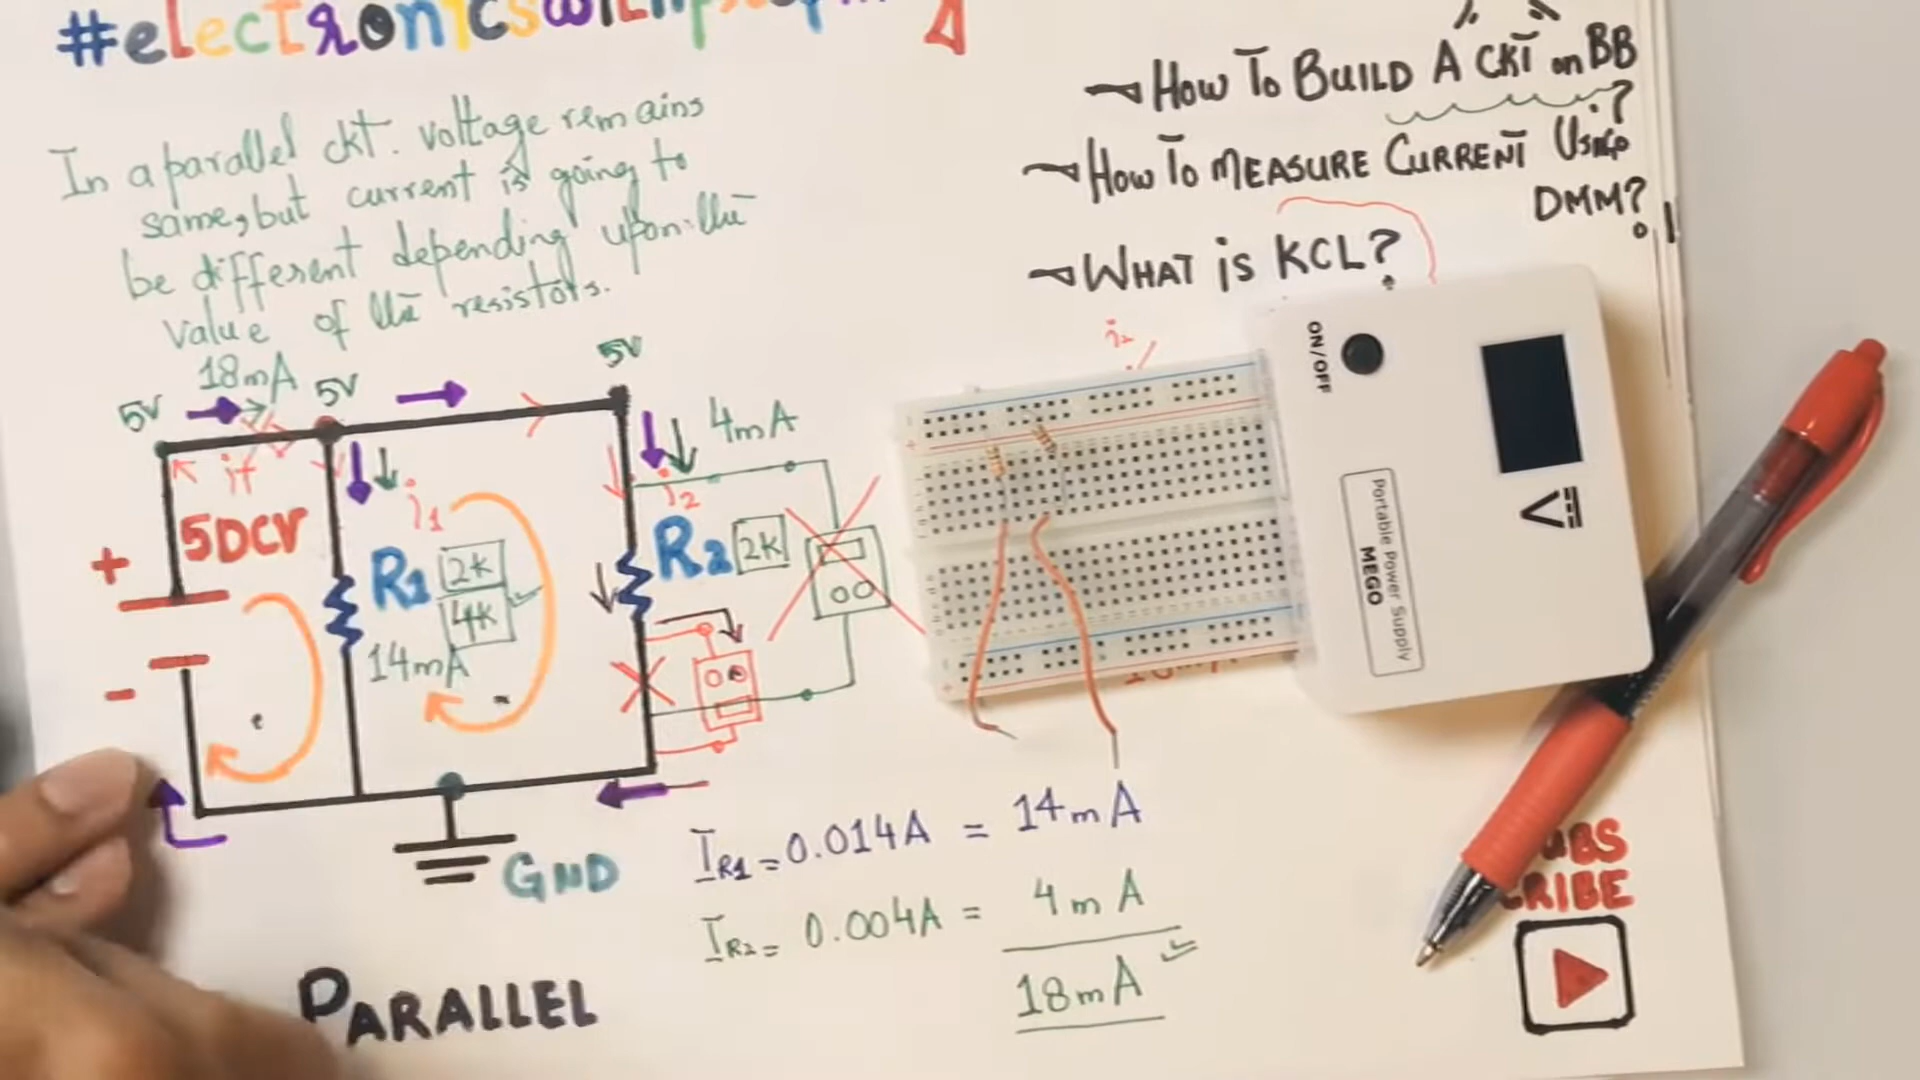 In a parallel ckt. voltage remains
same, but current is going to
be different depending upon the
value of the resistors.
18mA
5V
5V
5V
4mA
it
i1
i2
5DCV
+
-
R1
2K
4K
14mA
R2 2K
GND
PARALLEL
HOW TO BUILD A CKT on BB
?
HOW TO MEASURE CURRENT USING
DMM?
!
WHAT iS KCL?
i2
ON/OFF
V
Portable Power Supply
MEGO
IR1 = 0.014A = 14mA
IR2 = 0.004A = 4mA
18mA
UBS
CRIBE